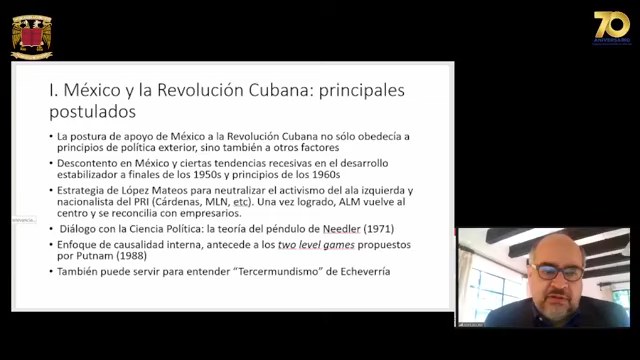 70
ANIVERSARIO
I. México y la Revolución Cubana: principales
postulados
• La postura de apoyo de México a la Revolución Cubana no sólo obedecía a
principios de política exterior, sino también a otros factores
• Descontento en México y ciertas tendencias recesivas en el desarrollo
estabilizador a finales de los 1950s y principios de los 1960s
• Estrategia de López Mateos para neutralizar el activismo del ala izquierda y
nacionalista del PRI (Cárdenas, MLN, etc). Una vez logrado, ALM vuelve al
centro y se reconcilia con empresarios.
• Diálogo con la Ciencia Política: la teoría del péndulo de Needler (1971)
• Enfoque de causalidad interna, antecede a los two level games propuestos
por Putnam (1988)
• También puede servir para entender “Tercermundismo” de Echeverría